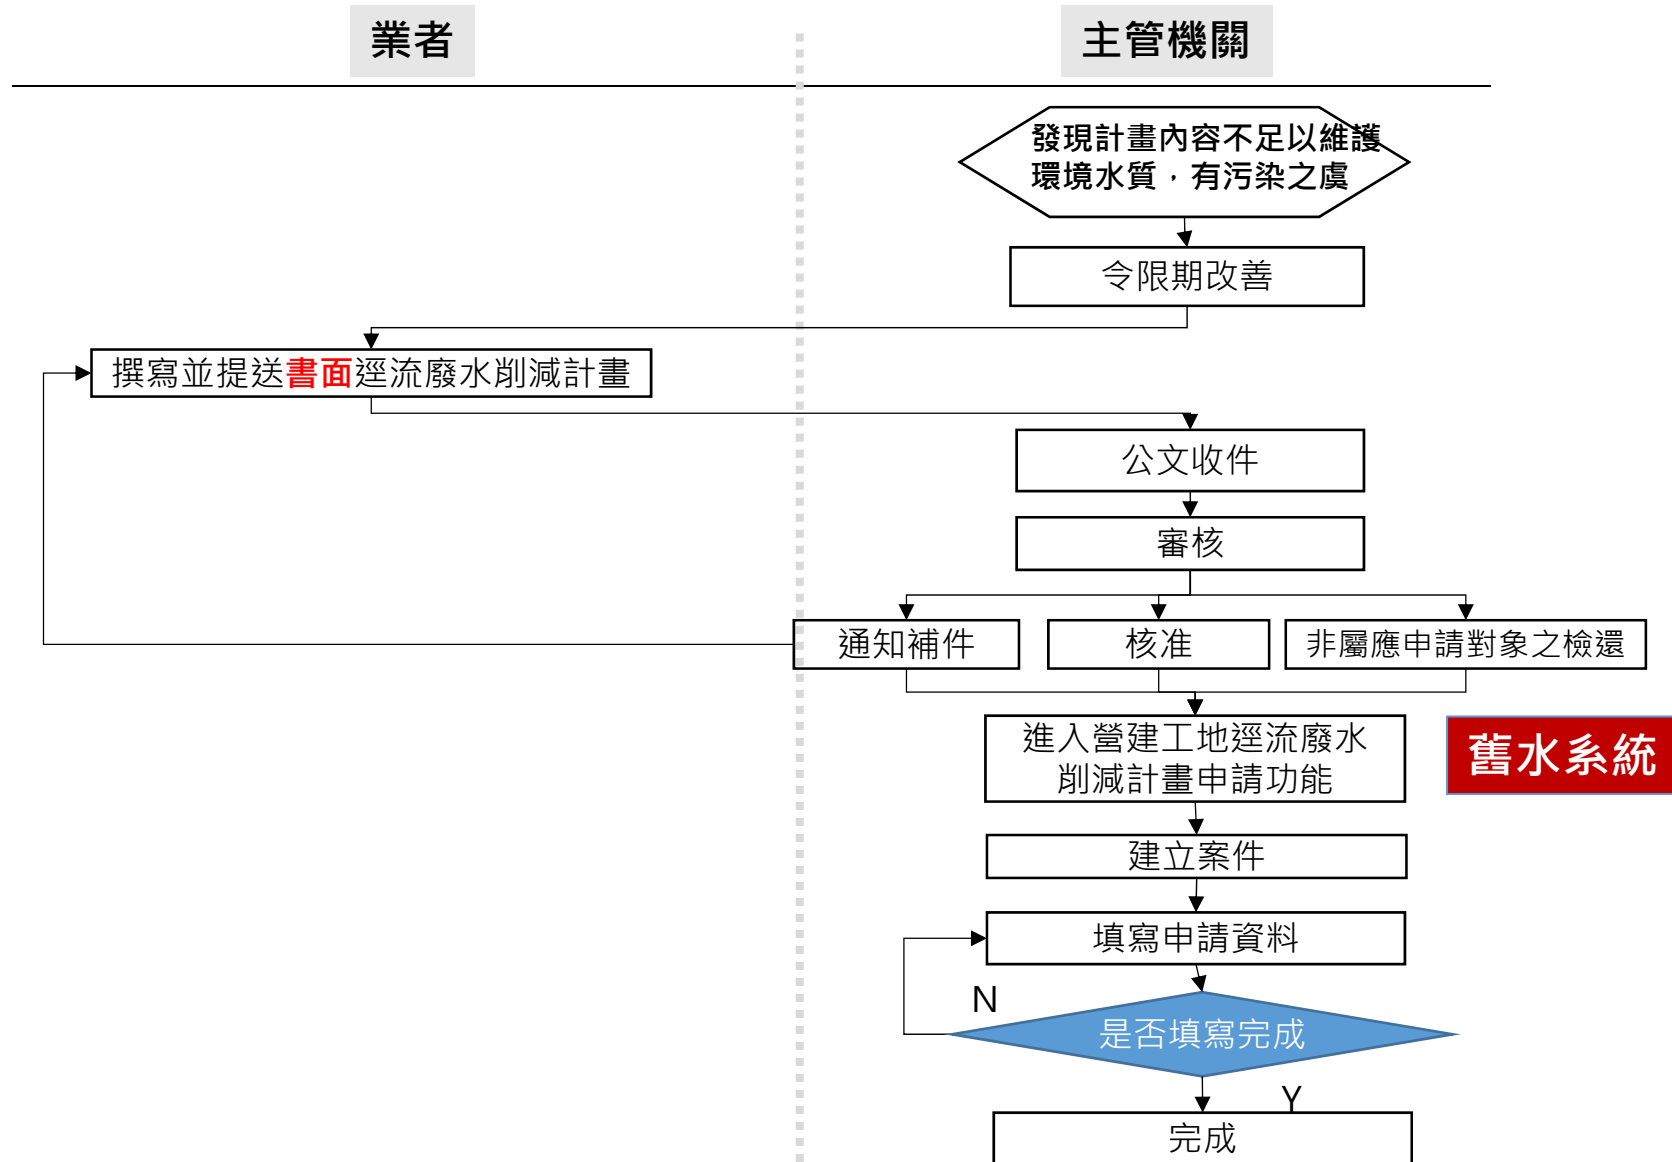 業者
主管機關
發現計畫內容不足以維護
環境水質，有污染之虞
令限期改善
撰寫並提送書面逕流廢水削減計畫
公文收件
審核
通知補件
核准
非屬應申請對象之檢還
進入營建工地逕流廢水
削減計畫申請功能
舊水系統
建立案件
填寫申請資料
N
是否填寫完成
Y
完成